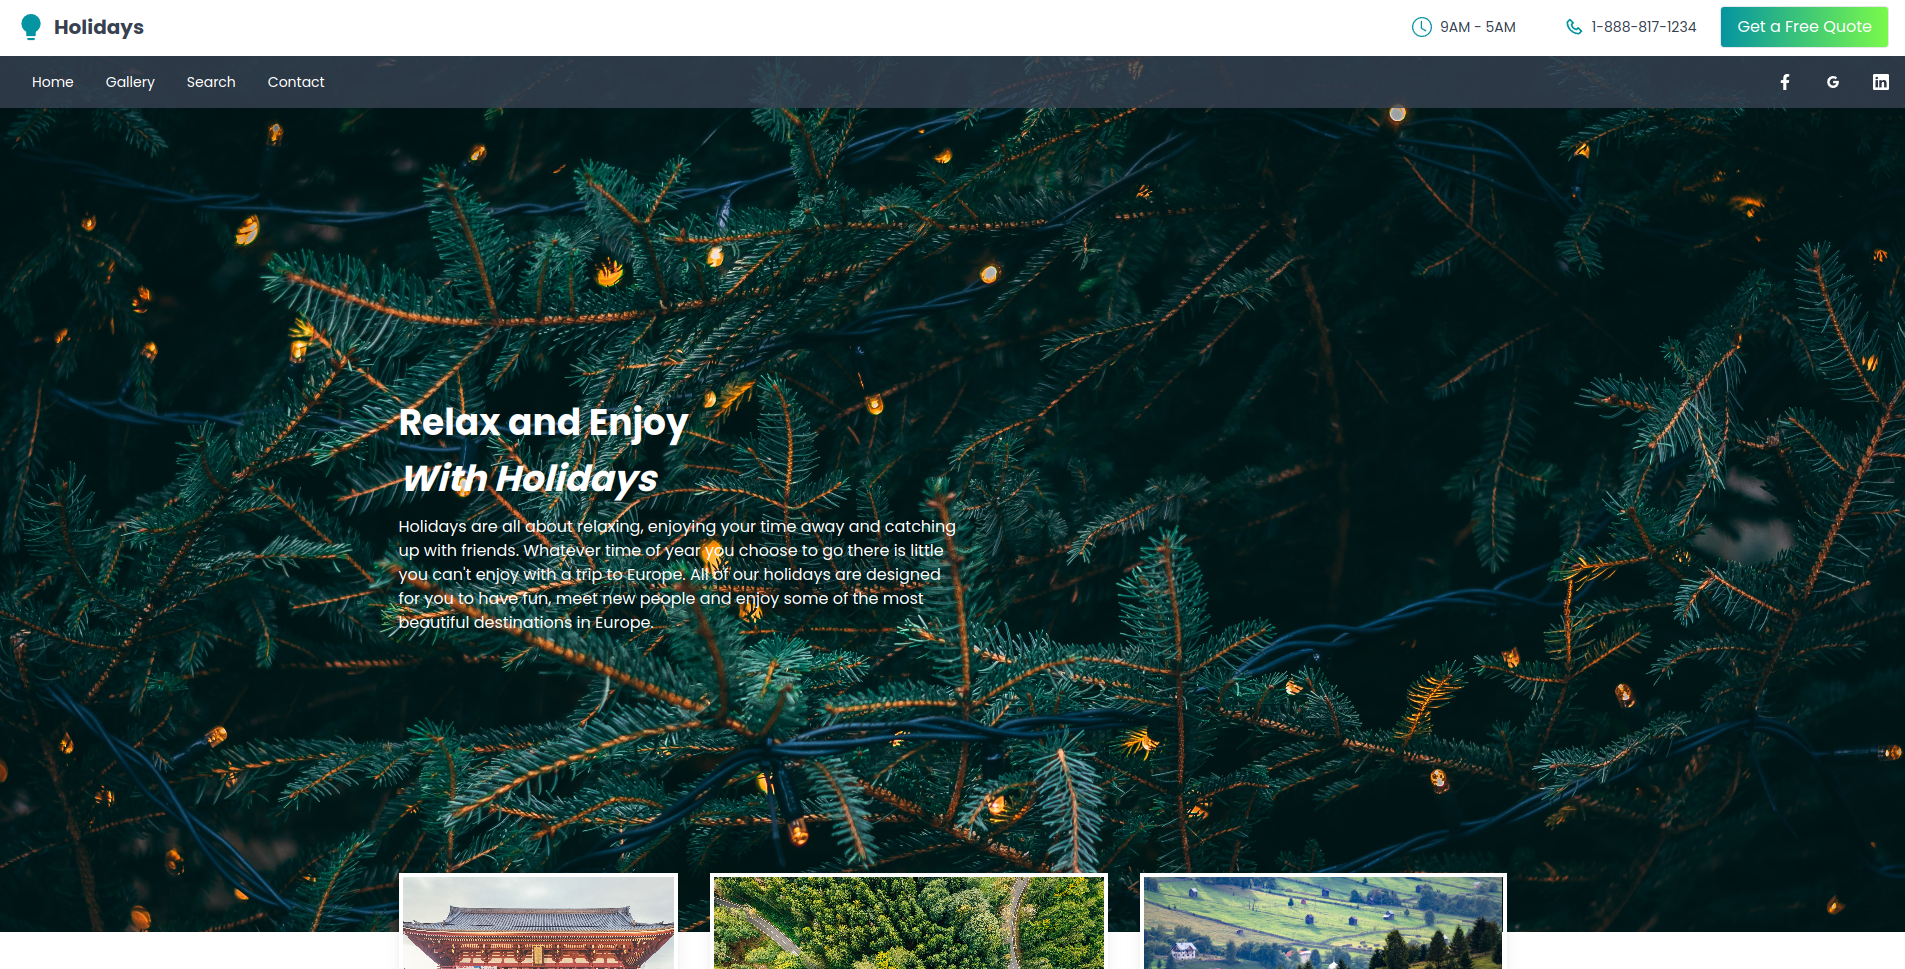 Holidays
9AM - 5AM
1-888-817-1234
Get a Free Quote
Home
Gallery
Search
Contact
Relax and Enjoy
With Holidays
Holidays are all about relaxing, enjoying your time away and catching
up with friends. Whatever time of year you choose to go there is little
you can't enjoy with a trip to Europe. All of our holidays are designed
for you to have fun, meet new people and enjoy some of the most
beautiful destinations in Europe.